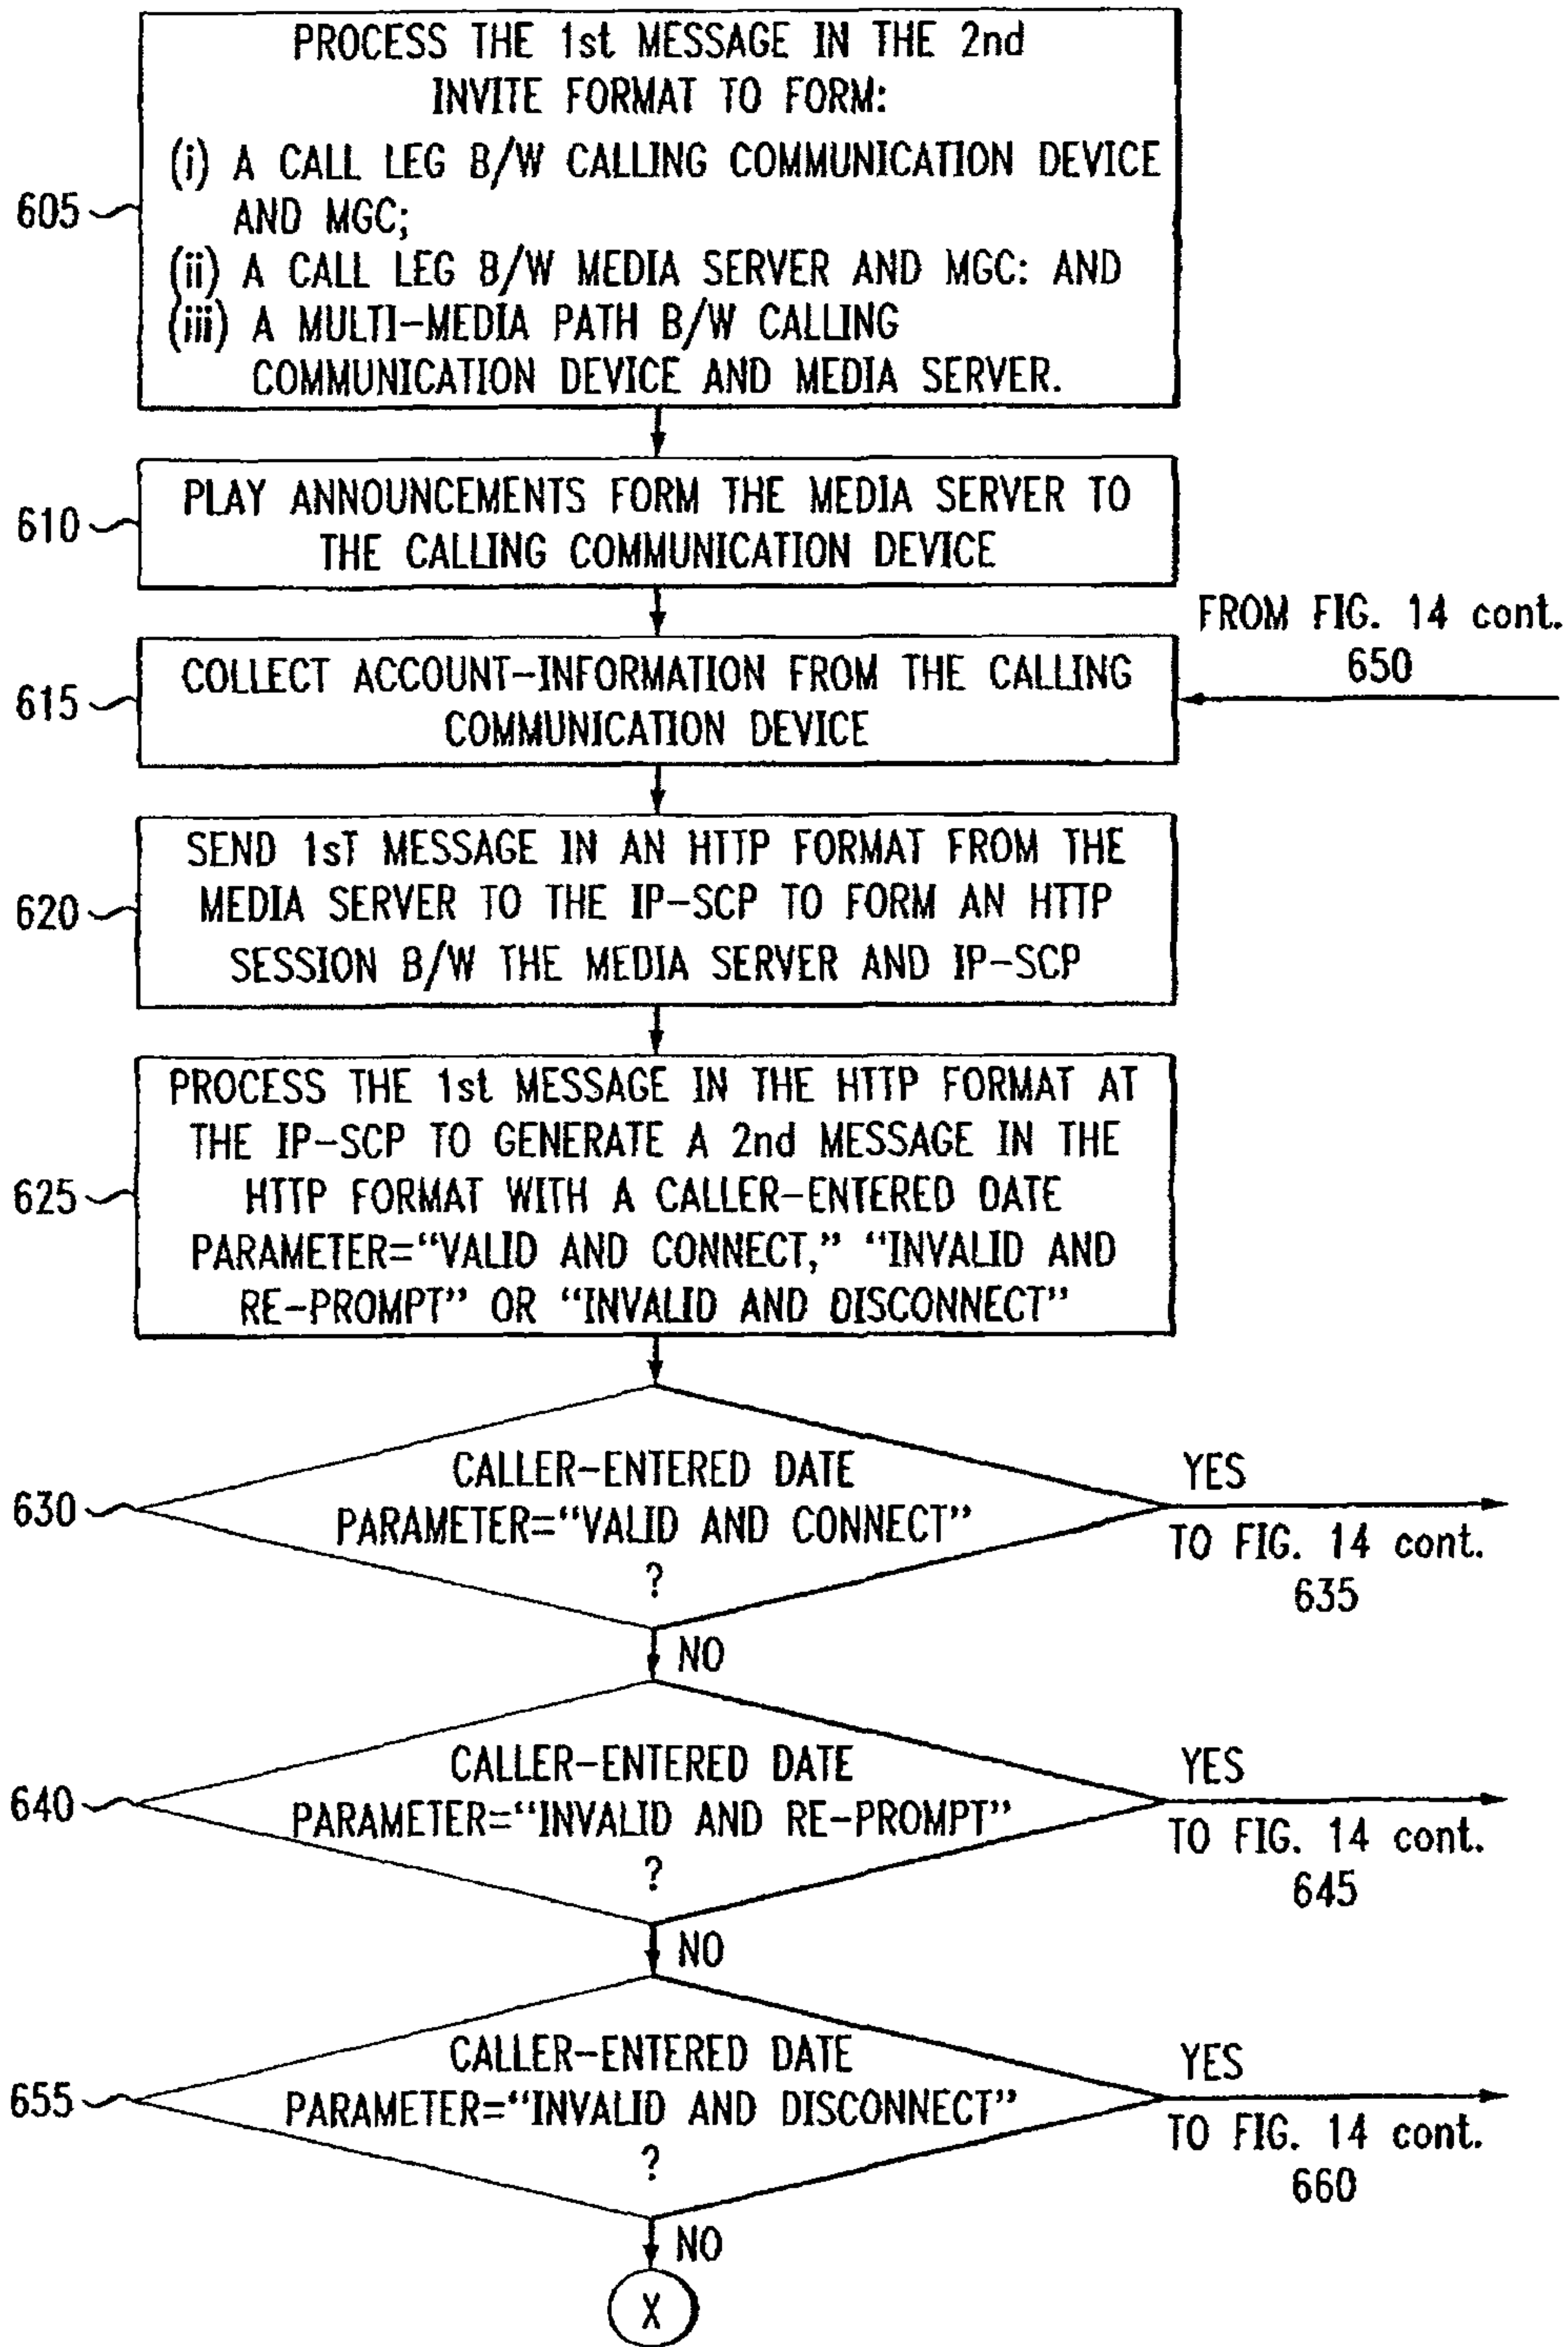 PROCESS THE 1st MESSAGE IN THE 2nd
INVITE FORMAT TO FORM:
(i) A CALL LEG B/W CALLING COMMUNICATION DEVICE
AND MGC;
(ii) A CALL LEG B/W MEDIA SERVER AND MGC: AND
(iii) A MULTI-MEDIA PATH B/W CALLING
COMMUNICATION DEVICE AND MEDIA SERVER.
605
PLAY ANNOUNCEMENTS FORM THE MEDIA SERVER TO
THE CALLING COMMUNICATION DEVICE
610
FROM FIG. 14 cont.
650
COLLECT ACCOUNT-INFORMATION FROM THE CALLING
COMMUNICATION DEVICE
615
SEND 1sT MESSAGE IN AN HTTP FORMAT FROM THE
MEDIA SERVER TO THE IP-SCP TO FORM AN HTTP
SESSION B/W THE MEDIA SERVER AND IP-SCP
620
PROCESS THE 1st MESSAGE IN THE HTTP FORMAT AT
THE IP-SCP TO GENERATE A 2nd MESSAGE IN THE
HTTP FORMAT WITH A CALLER-ENTERED DATE
PARAMETER="VALID AND CONNECT," "INVALID AND
RE-PROMPT" OR "INVALID AND DISCONNECT"
625
CALLER-ENTERED DATE
PARAMETER="VALID AND CONNECT"
?
630
YES
TO FIG. 14 cont.
635
NO
CALLER-ENTERED DATE
PARAMETER="INVALID AND RE-PROMPT"
?
640
YES
TO FIG. 14 cont.
645
NO
CALLER-ENTERED DATE
PARAMETER="INVALID AND DISCONNECT"
?
655
YES
TO FIG. 14 cont.
660
NO
X